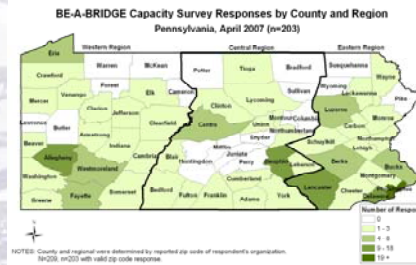 BE-A-BRIDGE Capacity Survey Responses by County and Region
Pennsylvania, April 2007 (n=203)
Western Region
Central Region
Eastern Region
Erie
Warren
McKean
Potter
Tioga
Bradford
Susquehanna
Wayne
Crawford
Forest
Elk
Cameron
Sullivan
Wyoming
Lackawanna
Pike
Mercer
Venango
Clinton
Lycoming
Luzerne
Monroe
Lawrence
Butler
Clarion
Jefferson
Clearfield
Centre
Union
Montour
Columbia
Northumberland
Carbon
Northampton
Beaver
Armstrong
Indiana
Snyder
Schuylkill
Lehigh
Allegheny
Cambria
Blair
Huntingdon
Mifflin
Juniata
Perry
Dauphin
Lebanon
Berks
Bucks
Montgomery
Washington
Westmoreland
Cumberland
Lancaster
Chester
Delaware
Greene
Fayette
Somerset
Bedford
Fulton
Franklin
Adams
York
Number of Respon
0
1 - 3
4 - 8
9 - 18
19 +
NOTES: County and regional were determined by reported zip code of respondent's organization.
N=209, n=203 with valid zip code response.